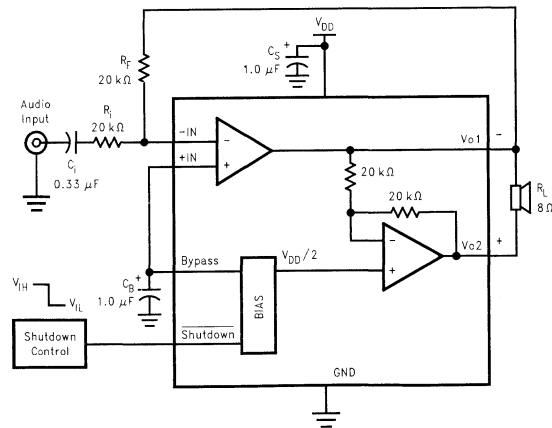 V_DD
R_F
20 kΩ
C_S +
1.0 µF
Audio
Input
R_i
20 kΩ
C_i
0.33 µF
-IN
+IN
-
+
Vo1
-
20 kΩ
20 kΩ
R_L
8Ω
-
+
Vo2
+
Bypass
V_DD/2
C_B +
1.0 µF
BIAS
V_IH
V_IL
Shutdown
Shutdown
Control
GND